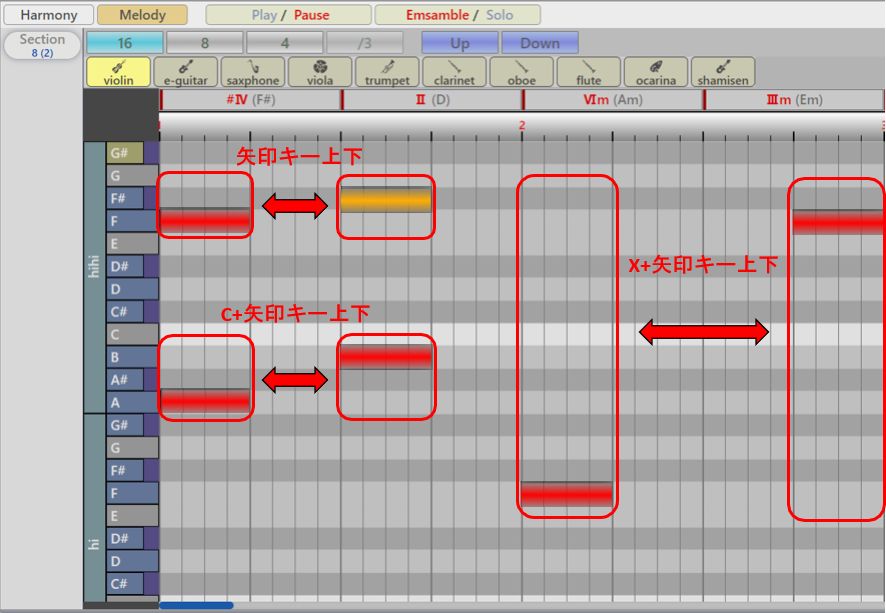 Harmony Melody Play / Pause Emsamble / Solo
Section
8 (2)
16 8 4 /3 Up Down
violin e-guitar saxphone viola trumpet clarinet oboe flute ocarina shamisen
#Ⅳ (F#) Ⅱ (D) Ⅵm (Am) Ⅲm (Em)
2
G#
矢印キー上下
G
F#
F
E
X+矢印キー上下
hihi
D#
D
C#
C+矢印キー上下
C
B
A#
A
G#
G
F#
F
E
hi
D#
D
C#